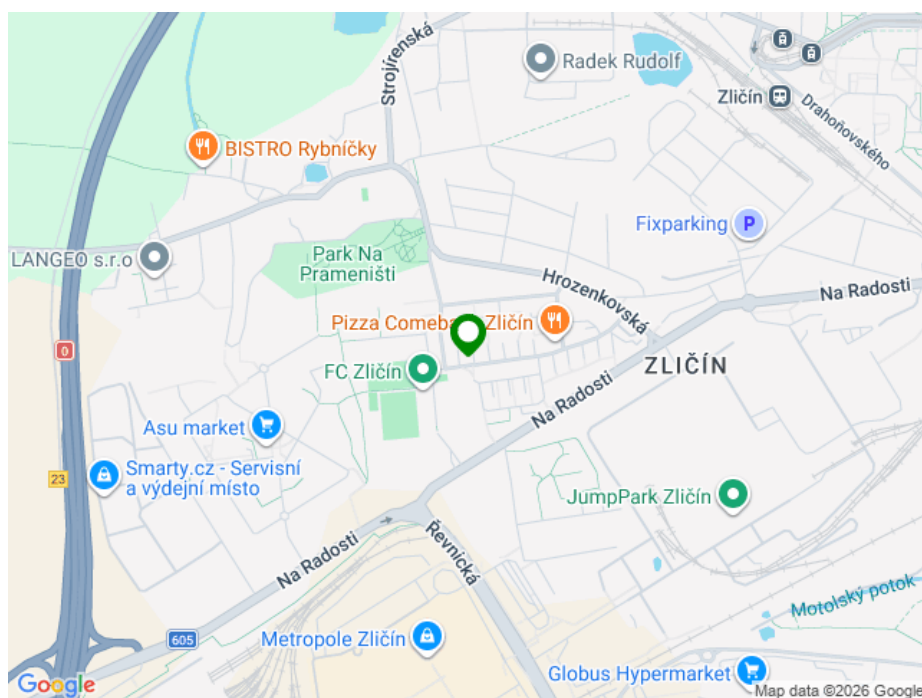 Strojírenská
Radek Rudolf
Zličín
Drahoňovského
BISTRO Rybníčky
Fixparking
P
LANGEO s.r.o
Park Na
Prameništi
Hrozenkovská
Na Radosti
Pizza Comeba
Zličín
0
FC Zličín
ZLIČÍN
Na Radosti
Asu market
Smarty.cz - Servisní
a výdejní místo
23
JumpPark Zličín
Na Radosti
Řevnická
Motolský potok
605
Metropole Zličín
Globus Hypermarket
Google
Map data ©2026 Google